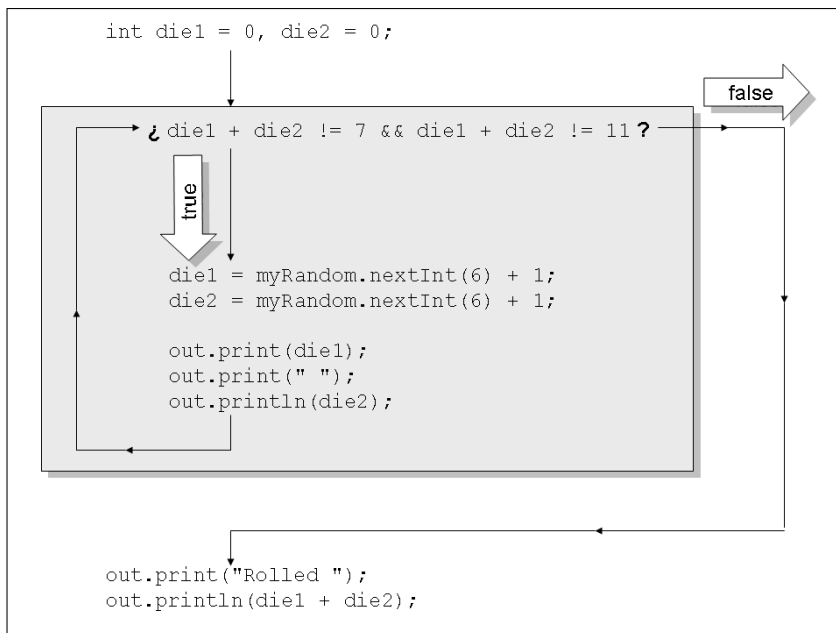 int die1 = 0, die2 = 0;
false
¿ die1 + die2 != 7 && die1 + die2 != 11 ?
true
die1 = myRandom.nextInt(6) + 1;
die2 = myRandom.nextInt(6) + 1;
out.print(die1);
out.print(" ");
out.println(die2);
out.print("Rolled ");
out.println(die1 + die2);